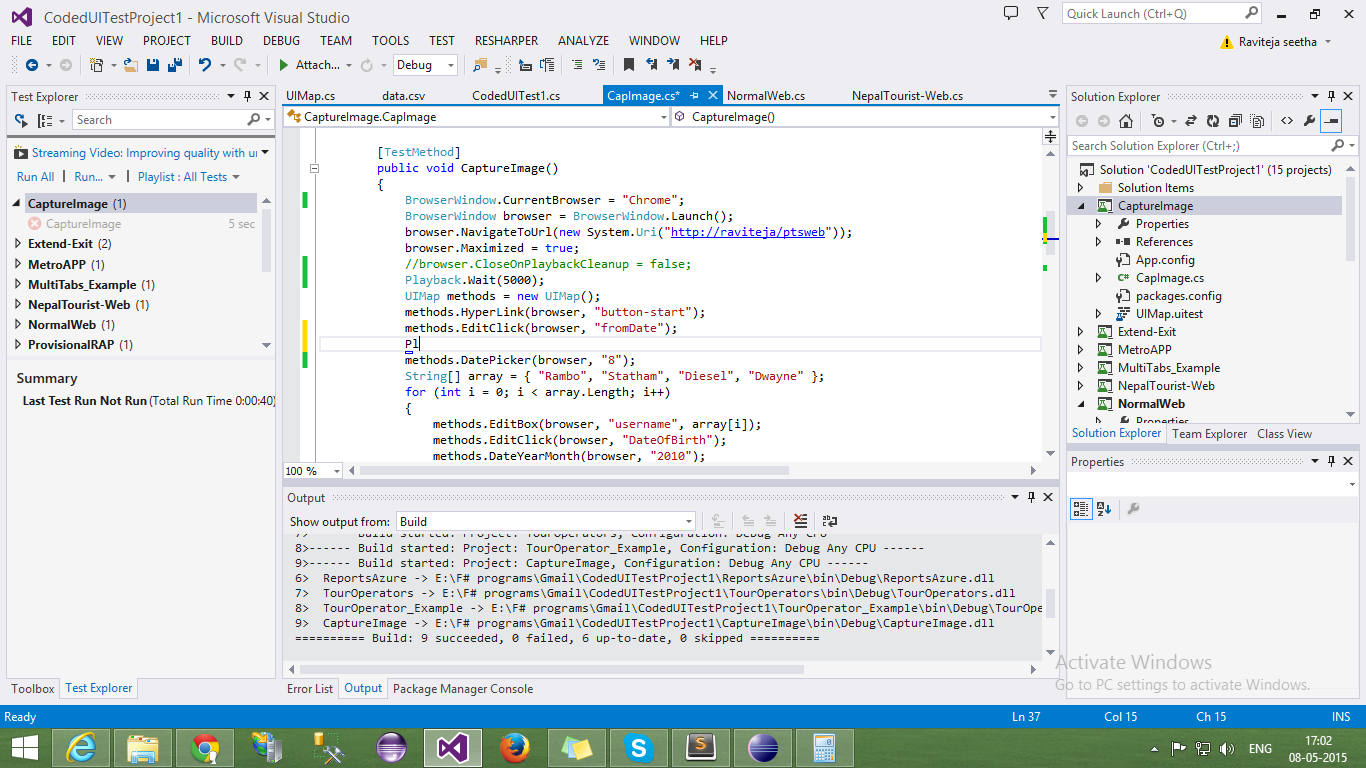 CodedUITestProject1 - Microsoft Visual Studio
Quick Launch (Ctrl+Q)
FILE EDIT VIEW PROJECT BUILD DEBUG TEAM TOOLS TEST RESHARPER ANALYZE WINDOW HELP
Raviteja seetha
Attach... Debug
Test Explorer
Search
Streaming Video: Improving quality with
Run All | Run... | Playlist : All Tests
CaptureImage (1)
CaptureImage 5 sec
Extend-Exit (2)
MetroAPP (1)
MultiTabs_Example (1)
NepalTourist-Web (1)
NormalWeb (1)
ProvisionalRAP (1)
Summary
Last Test Run Not Run (Total Run Time 0:00:40)
Toolbox Test Explorer
UIMap.cs data.csv CodedUITest1.cs CapImage.cs* NormalWeb.cs NepalTourist-Web.cs
CaptureImage.CapImage CaptureImage()
[TestMethod]
public void CaptureImage()
{
BrowserWindow.CurrentBrowser = "Chrome";
BrowserWindow browser = BrowserWindow.Launch();
browser.NavigateToUrl(new System.Uri("http://raviteja/ptsweb"));
browser.Maximized = true;
//browser.CloseOnPlaybackCleanup = false;
Playback.Wait(5000);
UIMap methods = new UIMap();
methods.HyperLink(browser, "button-start");
methods.EditClick(browser, "fromDate");
Pl
methods.DatePicker(browser, "8");
String[] array = { "Rambo", "Statham", "Diesel", "Dwayne" };
for (int i = 0; i < array.Length; i++)
{
methods.EditBox(browser, "username", array[i]);
methods.EditClick(browser, "DateOfBirth");
methods.DateYearMonth(browser, "2010");
100 %
Output
Show output from: Build
7>------ Build started: Project: TourOperators, Configuration: Debug Any CPU
8>------ Build started: Project: TourOperator_Example, Configuration: Debug Any CPU ------
9>------ Build started: Project: CaptureImage, Configuration: Debug Any CPU ------
6> ReportsAzure -> E:\F# programs\Gmail\CodedUITestProject1\ReportsAzure\bin\Debug\ReportsAzure.dll
7> TourOperators -> E:\F# programs\Gmail\CodedUITestProject1\TourOperators\bin\Debug\TourOperators.dll
8> TourOperator_Example -> E:\F# programs\Gmail\CodedUITestProject1\TourOperator_Example\bin\Debug\TourOpe
9> CaptureImage -> E:\F# programs\Gmail\CodedUITestProject1\CaptureImage\bin\Debug\CaptureImage.dll
========== Build: 9 succeeded, 0 failed, 6 up-to-date, 0 skipped ==========
Error List Output Package Manager Console
Solution Explorer
Search Solution Explorer (Ctrl+;)
Solution 'CodedUITestProject1' (15 projects)
Solution Items
CaptureImage
Properties
References
App.config
C# CapImage.cs
packages.config
UIMap.uitest
Extend-Exit
MetroAPP
MultiTabs_Example
NepalTourist-Web
NormalWeb
Properties
Solution Explorer Team Explorer Class View
Properties
Activate Windows
Go to PC settings to activate Windows.
Ready Ln 37 Col 15 Ch 15 INS
ENG
17:02
08-05-2015